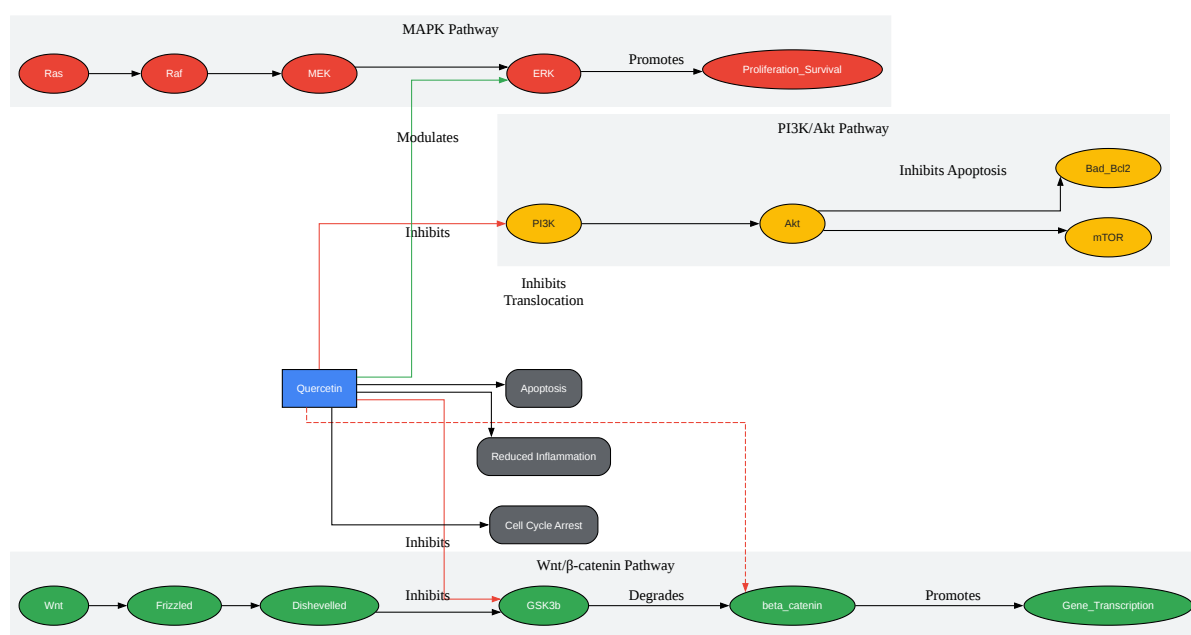 MAPK Pathway
Ras
Raf
MEK
ERK
Promotes
Proliferation_Survival
Modulates
PI3K/Akt Pathway
Inhibits Apoptosis
Bad_Bcl2
PI3K
Akt
Inhibits
mTOR
Inhibits
Translocation
Quercetin
Apoptosis
Reduced Inflammation
Cell Cycle Arrest
Inhibits
Wnt/β-catenin Pathway
Wnt
Frizzled
Dishevelled
Inhibits
GSK3b
Degrades
beta_catenin
Promotes
Gene_Transcription